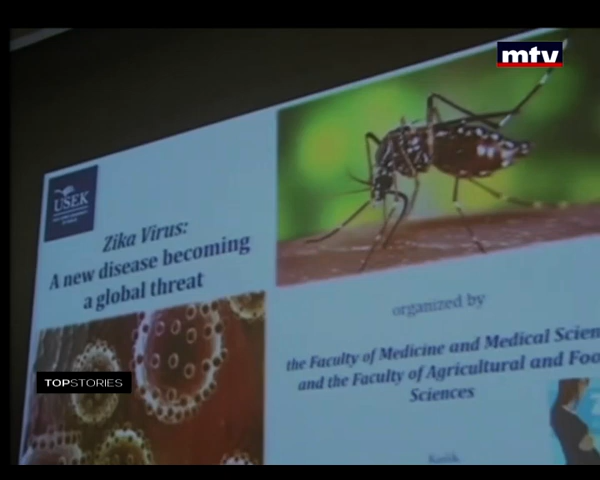 mtv
USEK
Zika Virus:
A new disease becoming
a global threat
organized by
the Faculty of Medicine and Medical Scien
and the Faculty of Agricultural and Foo
Sciences
TOPSTORIES